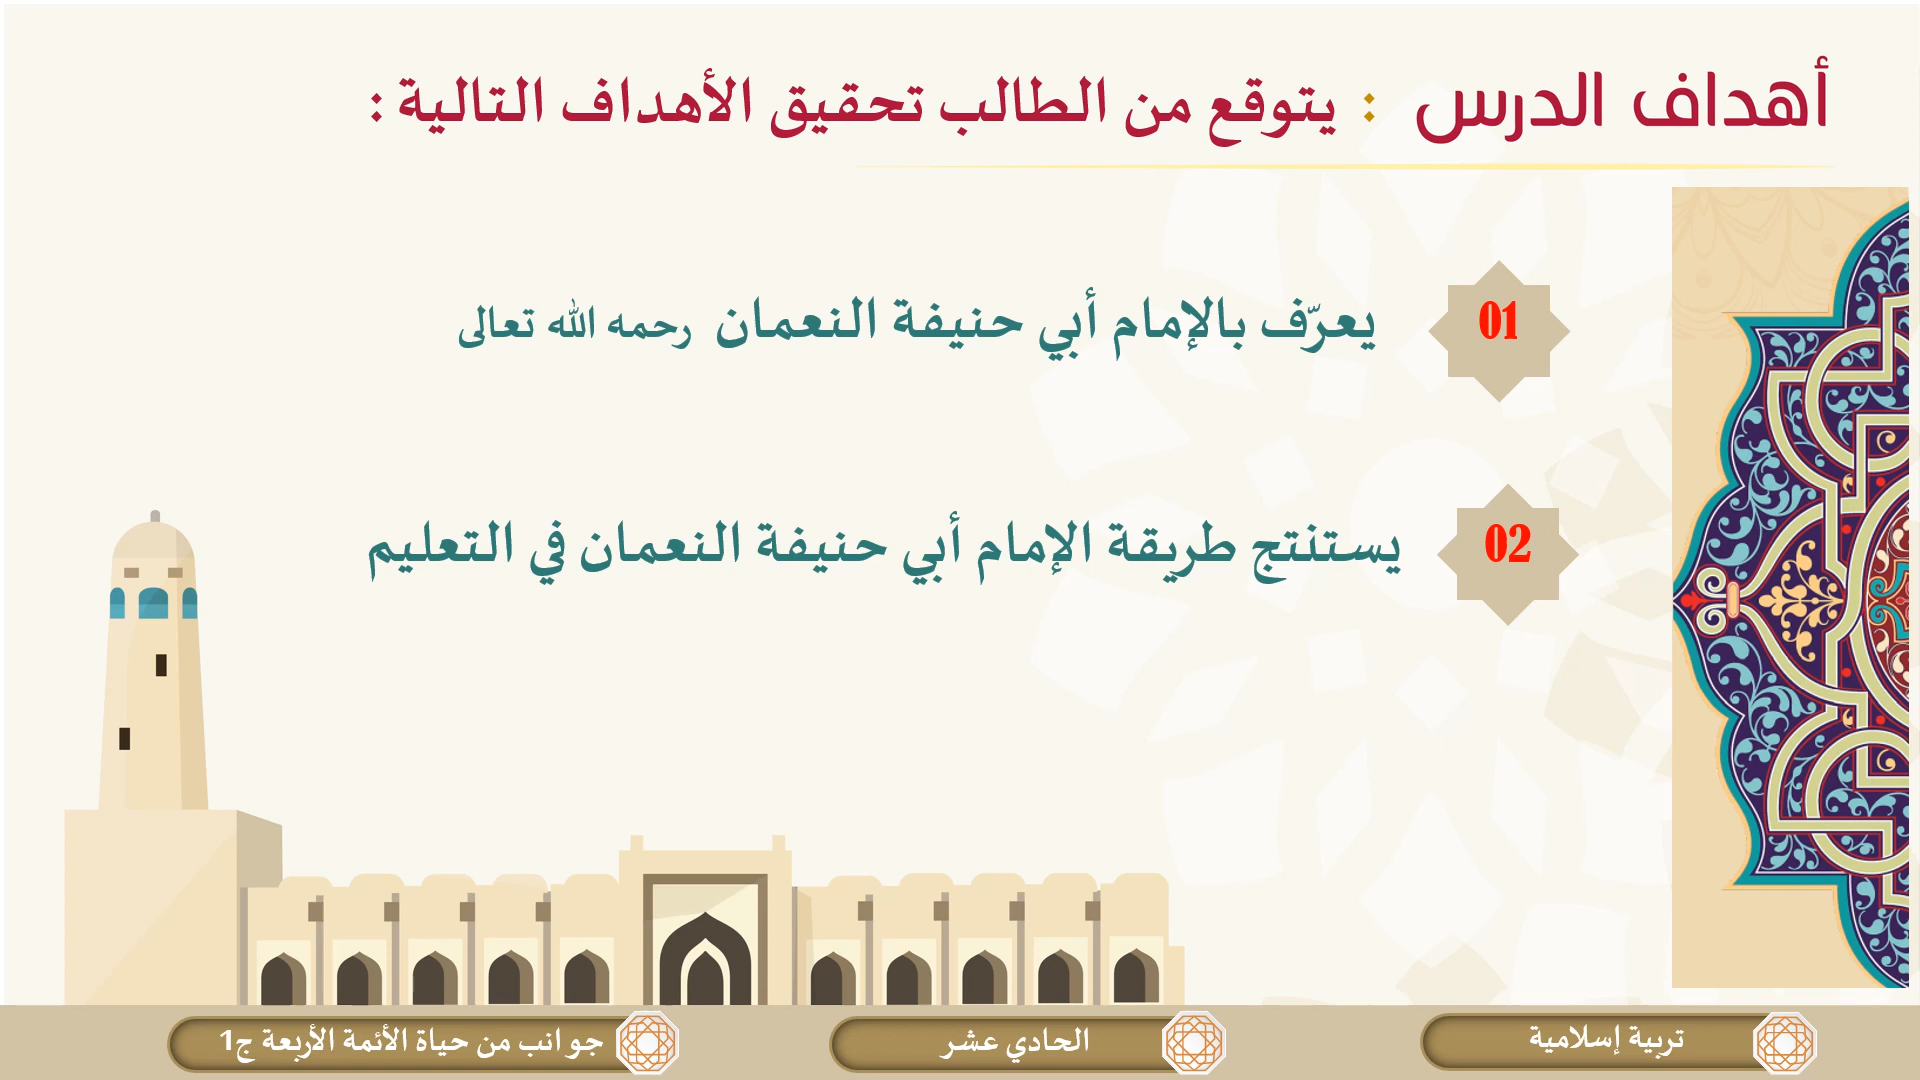 أهداف الدرس : يتوقع من الطالب تحقيق الأهداف التالية :
01 يعرّف بالإمام أبي حنيفة النعمان رحمه الله تعالى
02 يستنتج طريقة الإمام أبي حنيفة النعمان في التعليم
تربية إسلامية
الحادي عشر
جوانب من حياة الأئمة الأربعة ج1